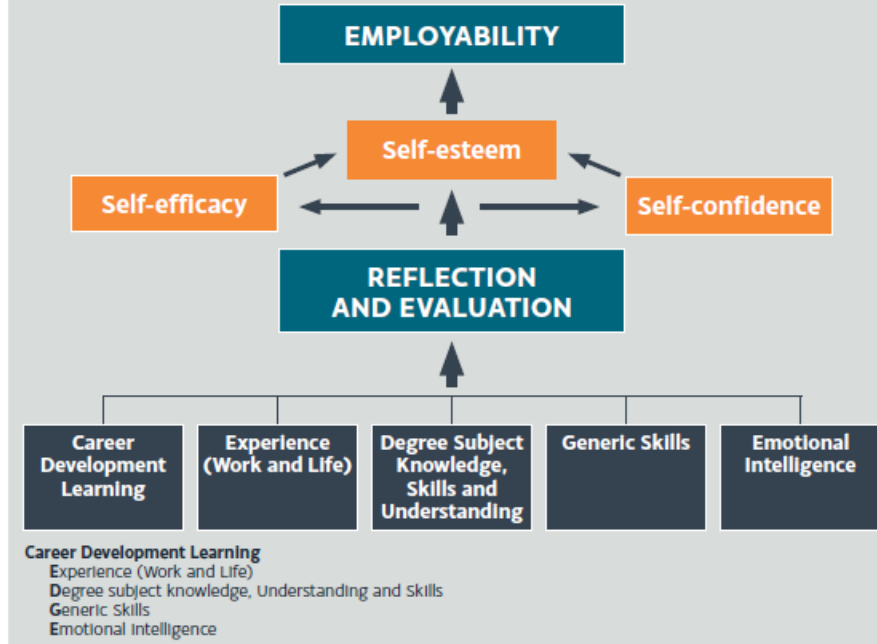 EMPLOYABILITY
Self-esteem
Self-efficacy
Self-confidence
REFLECTION
AND EVALUATION
Career
Development
Learning
Experience
(Work and Life)
Degree Subject
Knowledge,
Skills and
Understanding
Generic Skills
Emotional
Intelligence
Career Development Learning
Experience (Work and Life)
Degree subject knowledge, Understanding and Skills
Generic Skills
Emotional Intelligence